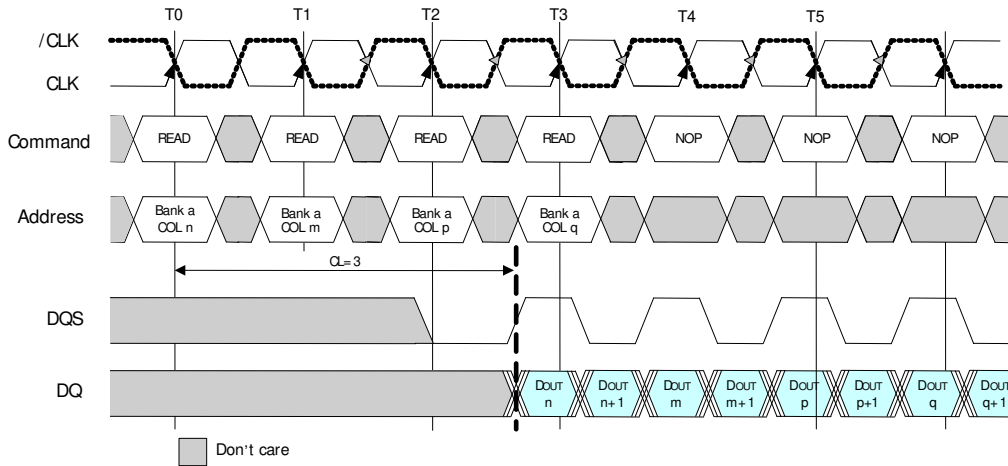 T0 T1 T2 T3 T4 T5
/CLK
CLK
Command READ READ READ READ NOP NOP NOP
Address Bank a Bank a Bank a Bank a
COL n COL m COL p COL q
CL=3
DQS
DQ DOUT DOUT DOUT DOUT DOUT DOUT DOUT DOUT
n n+1 m m+1 p p+1 q q+1
Don't care